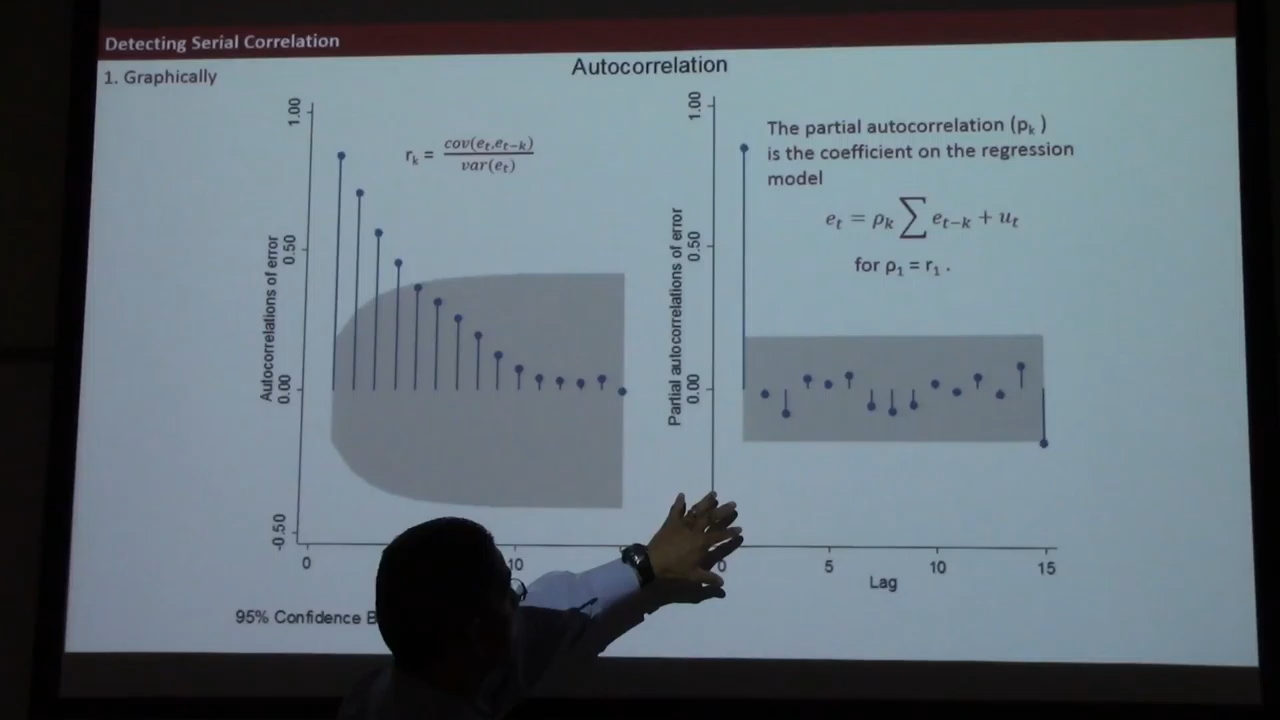 Detecting Serial Correlation
1. Graphically
Autocorrelation
Autocorrelations of error
1.00
0.50
0.00
-0.50
r_k = cov(e_t,e_{t-k}) / var(e_t)
0
10
95% Confidence
Partial autocorrelations of error
1.00
0.50
0.00
The partial autocorrelation (p_k )
is the coefficient on the regression
model
e_t = ρ_k ∑ e_{t-k} + u_t
for ρ_1 = r_1 .
0
5
10
15
Lag